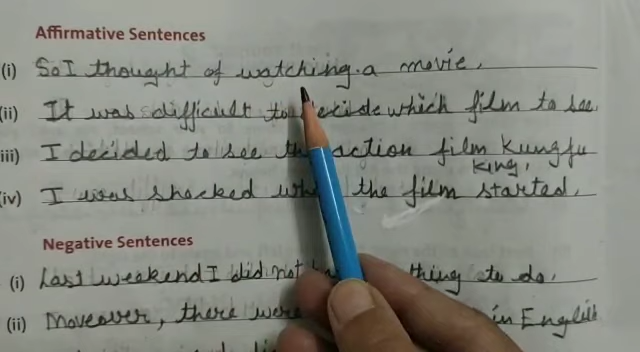 Affirmative Sentences
(i) So I thought of watching a movie.
(ii) It was difficult to decide which film to see.
(iii) I decided to see the action film Kungfu
King.
(iv) I was shocked when the film started.
Negative Sentences
(i) Last weekend I did not thing to do.
(ii) Moreover, there were in English